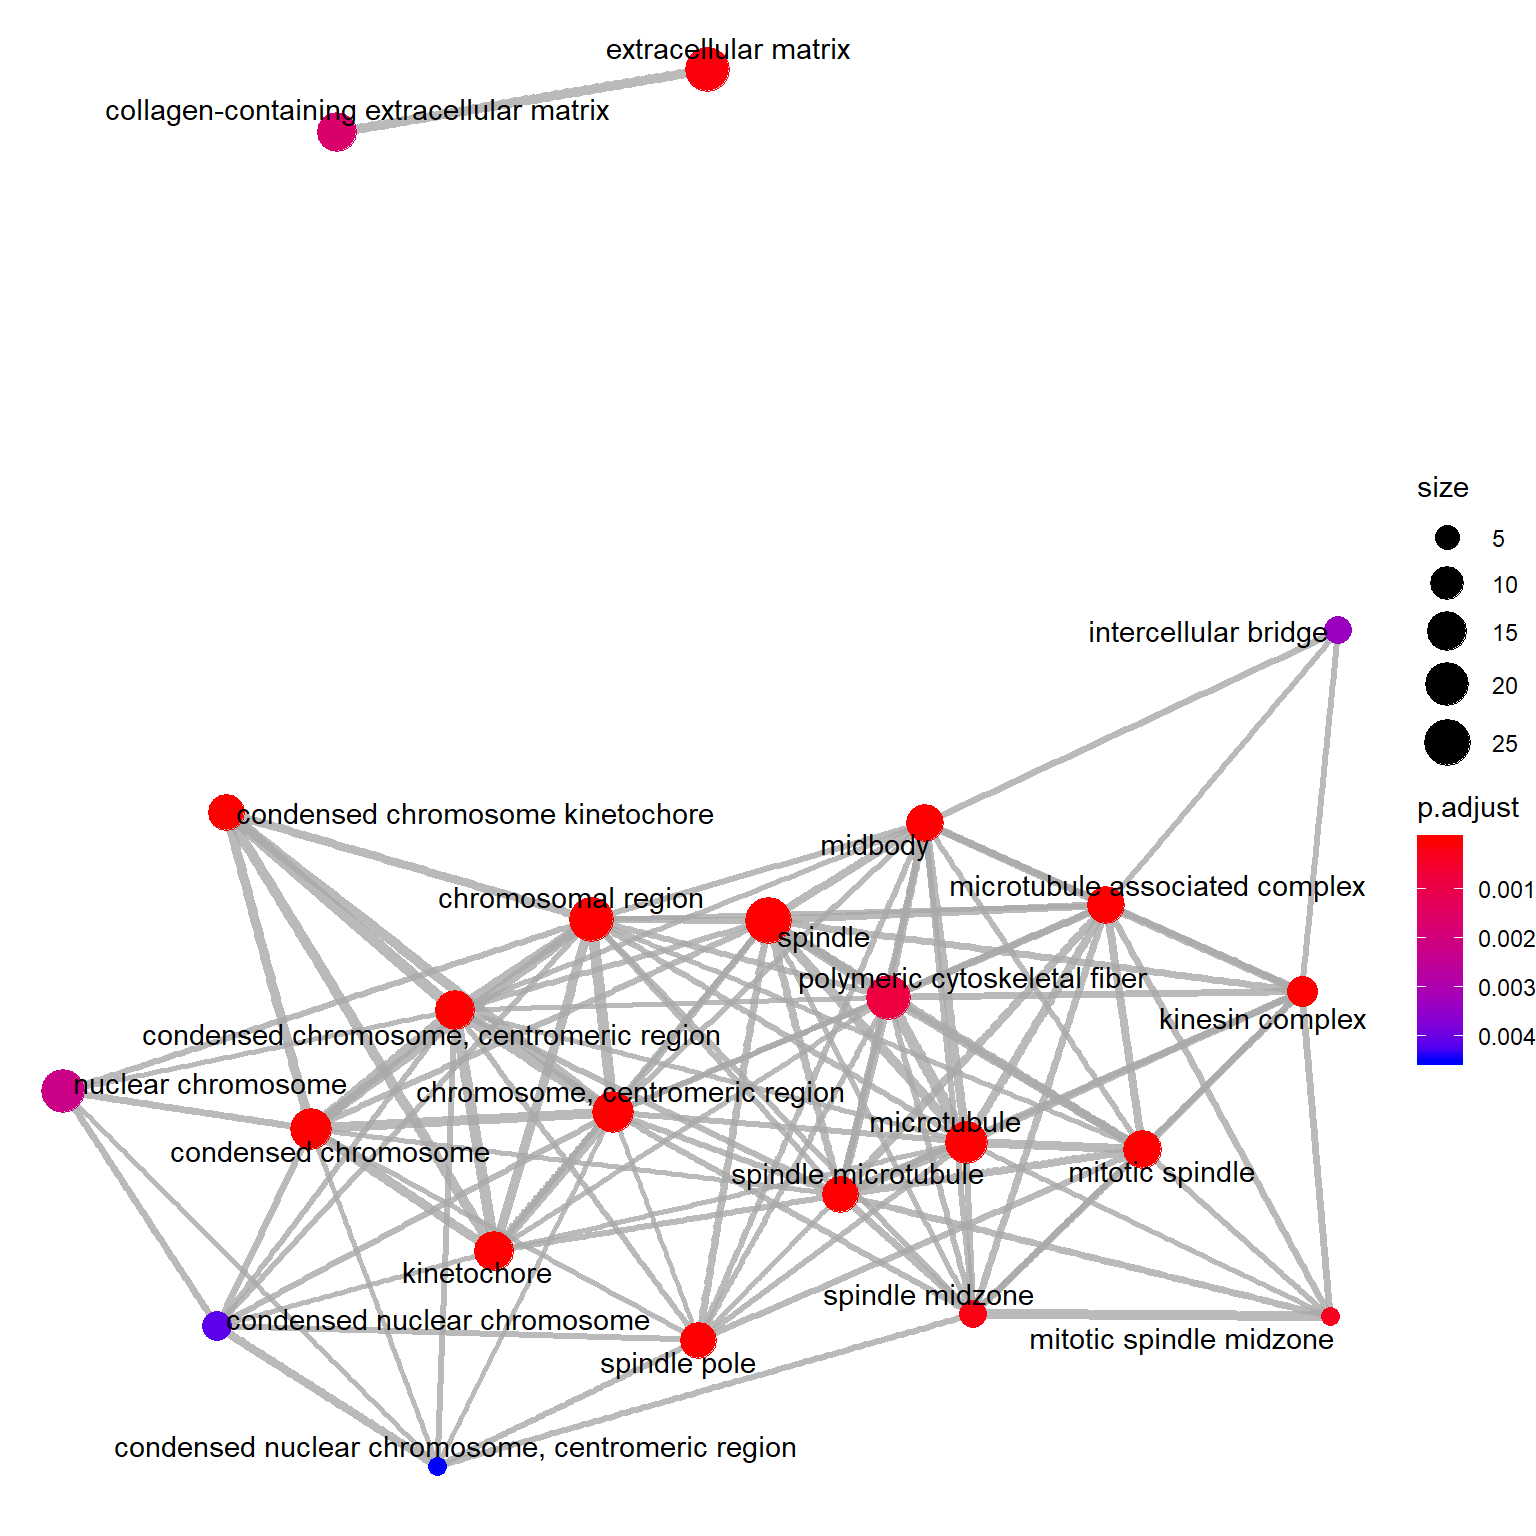 extracellular matrix
collagen-containing extracellular matrix
size
5
10
15
20
25
intercellular bridge
p.adjust
0.001
0.002
0.003
0.004
condensed chromosome kinetochore
midbody
microtubule associated complex
chromosomal region
spindle
polymeric cytoskeletal fiber
kinesin complex
condensed chromosome, centromeric region
nuclear chromosome
chromosome, centromeric region
microtubule
condensed chromosome
spindle microtubule
mitotic spindle
kinetochore
spindle midzone
condensed nuclear chromosome
mitotic spindle midzone
spindle pole
condensed nuclear chromosome, centromeric region